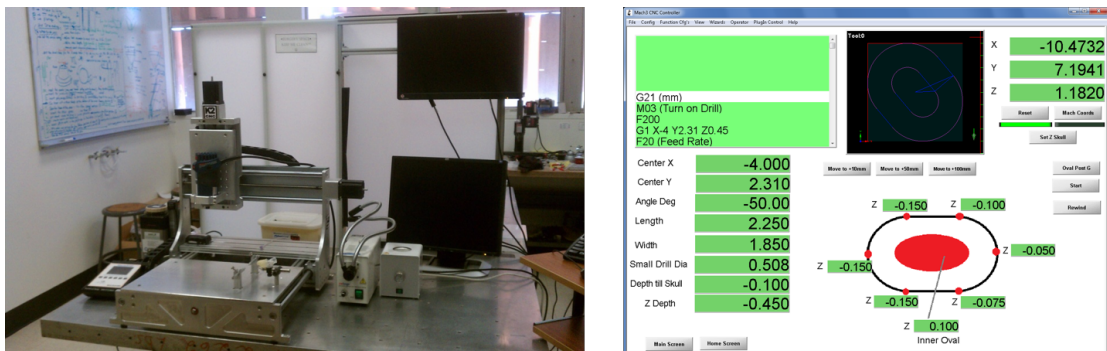 Mach3 CNC Controller
File Config Function Cfg's View Wizards Operator PlugIn Control Help
G21 (mm)
M03 (Turn on Drill)
F200
G1 X-4 Y2.31 Z0.45
F20 (Feed Rate)
Tool:0
X -10.4732
Y 7.1941
Z 1.1820
Reset Mach Coords
Set Z Skull
Center X -4.000
Center Y 2.310
Angle Deg -50.00
Length 2.250
Width 1.850
Small Drill Dia 0.508
Depth till Skull -0.100
Z Depth -0.450
Move to +10mm Move to +50mm Move to +100mm
Oval Pont G
Start
Rewind
Z -0.150 Z -0.100
Z -0.050
Z -0.150
Z -0.150 Z -0.075
Z 0.100
Inner Oval
Main Screen Home Screen